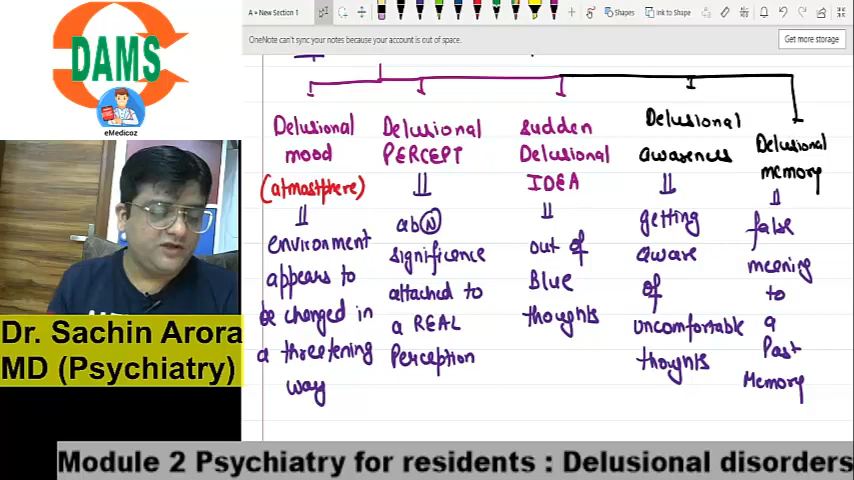 A = New Section 1
Shapes
Ink to Shape
OneNote can't sync your notes because your account is out of space.
Get more storage
DAMS
eMedicoz
Delusional
mood
(atmastphere)
environment
appears to
be changed in
a threatening
way
Delusional
PERCEPT
abN
significence
attached to
a REAL
Perception
sudden
Delusional
IDEA
out of
Blue
thoughts
Delusional
awareness
getting
aware
of
uncomfortable
thoughts
Delusional
memory
false
meening
to
a
Past
Memory
Dr. Sachin Arora
MD (Psychiatry)
Module 2 Psychiatry for residents : Delusional disorders